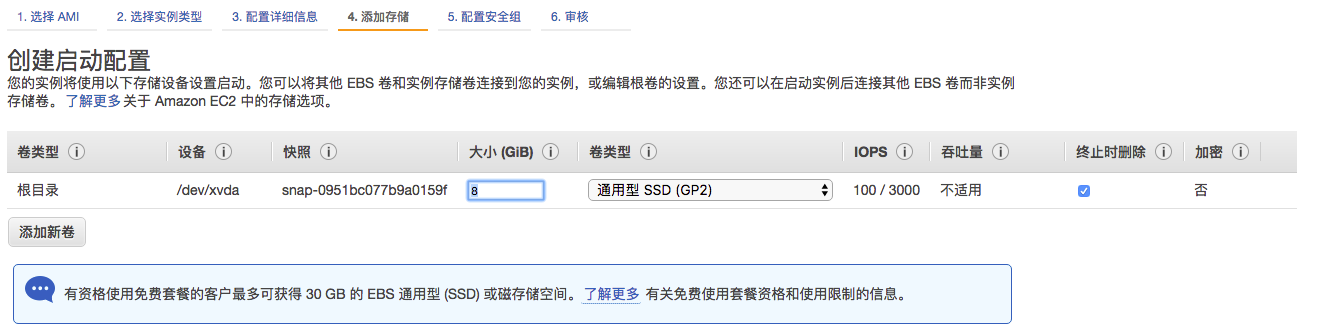 1. 选择 AMI 2. 选择实例类型 3. 配置详细信息 4. 添加存储 5. 配置安全组 6. 审核
创建启动配置
您的实例将使用以下存储设备设置启动。您可以将其他 EBS 卷和实例存储卷连接到您的实例，或编辑根卷的设置。您还可以在启动实例后连接其他 EBS 卷而非实例
存储卷。了解更多 关于 Amazon EC2 中的存储选项。
卷类型 设备 快照 大小 (GiB) 卷类型 IOPS 吞吐量 终止时删除 加密
根目录 /dev/xvda snap-0951bc077b9a0159f 8 通用型 SSD (GP2) 100 / 3000 不适用 否
添加新卷
有资格使用免费套餐的客户最多可获得 30 GB 的 EBS 通用型 (SSD) 或磁存储空间。了解更多 有关免费使用套餐资格和使用限制的信息。